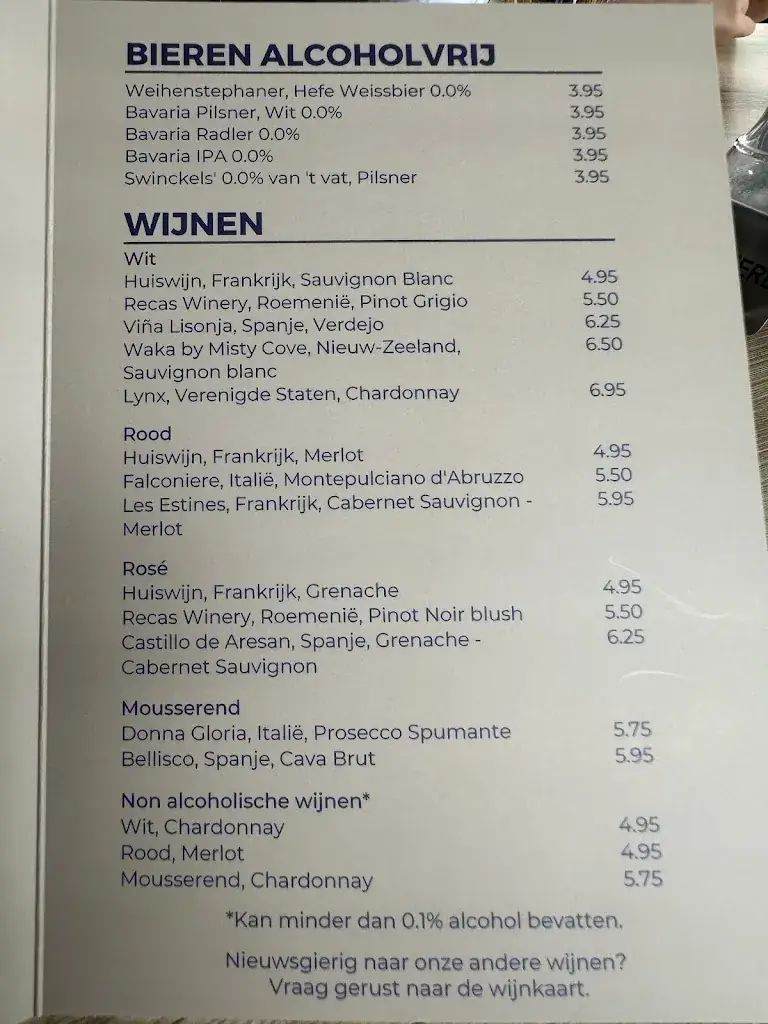 BIEREN ALCOHOLVRIJ
Weihenstephaner, Hefe Weissbier 0.0% 3.95
Bavaria Pilsner, Wit 0.0% 3.95
Bavaria Radler 0.0% 3.95
Bavaria IPA 0.0% 3.95
Swinckels' 0.0% van 't vat, Pilsner 3.95
WIJNEN
Wit
Huiswijn, Frankrijk, Sauvignon Blanc 4.95
Recas Winery, Roemenië, Pinot Grigio 5.50
Viña Lisonja, Spanje, Verdejo 6.25
Waka by Misty Cove, Nieuw-Zeeland, 6.50
Sauvignon blanc
Lynx, Verenigde Staten, Chardonnay 6.95
Rood
Huiswijn, Frankrijk, Merlot 4.95
Falconiere, Italië, Montepulciano d'Abruzzo 5.50
Les Estines, Frankrijk, Cabernet Sauvignon - 5.95
Merlot
Rosé
Huiswijn, Frankrijk, Grenache 4.95
Recas Winery, Roemenië, Pinot Noir blush 5.50
Castillo de Aresan, Spanje, Grenache - 6.25
Cabernet Sauvignon
Mousserend
Donna Gloria, Italië, Prosecco Spumante 5.75
Bellisco, Spanje, Cava Brut 5.95
Non alcoholische wijnen*
Wit, Chardonnay 4.95
Rood, Merlot 4.95
Mousserend, Chardonnay 5.75
*Kan minder dan 0.1% alcohol bevatten.
Nieuwsgierig naar onze andere wijnen?
Vraag gerust naar de wijnkaart.